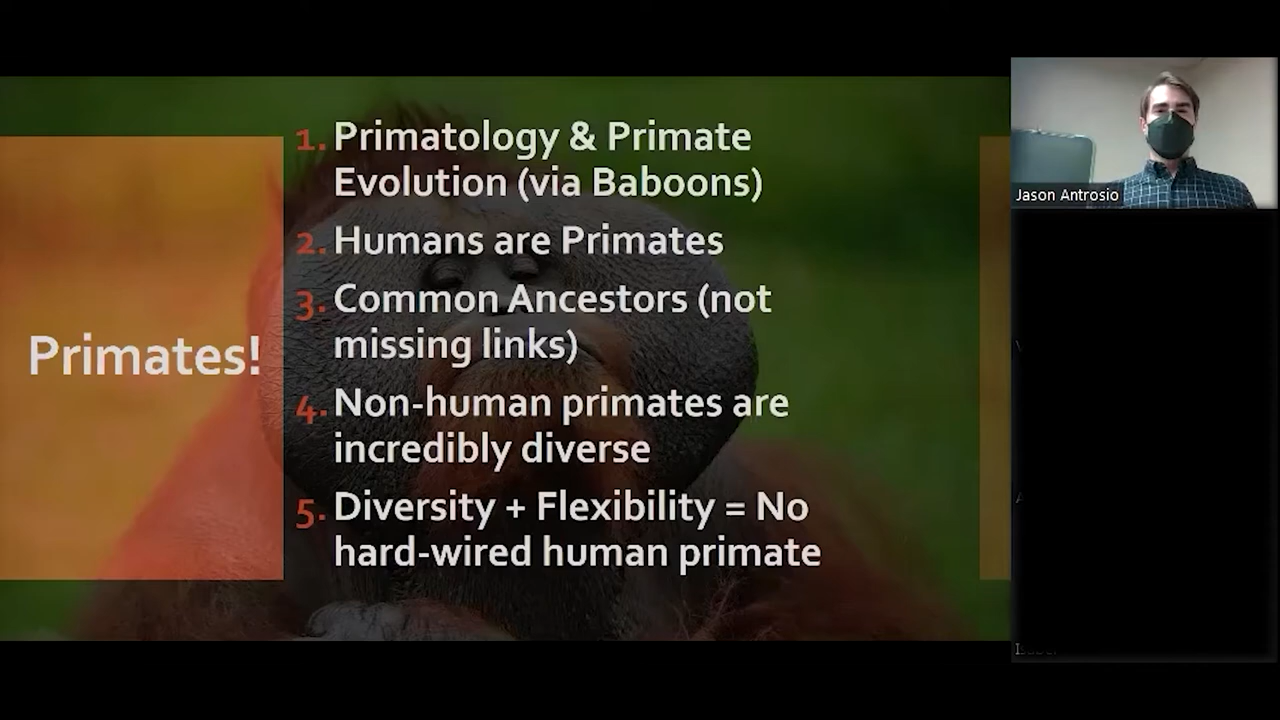 Primates!
1. Primatology & Primate
Evolution (via Baboons)
2. Humans are Primates
3. Common Ancestors (not
missing links)
4. Non-human primates are
incredibly diverse
5. Diversity + Flexibility = No
hard-wired human primate
Jason Antrosio